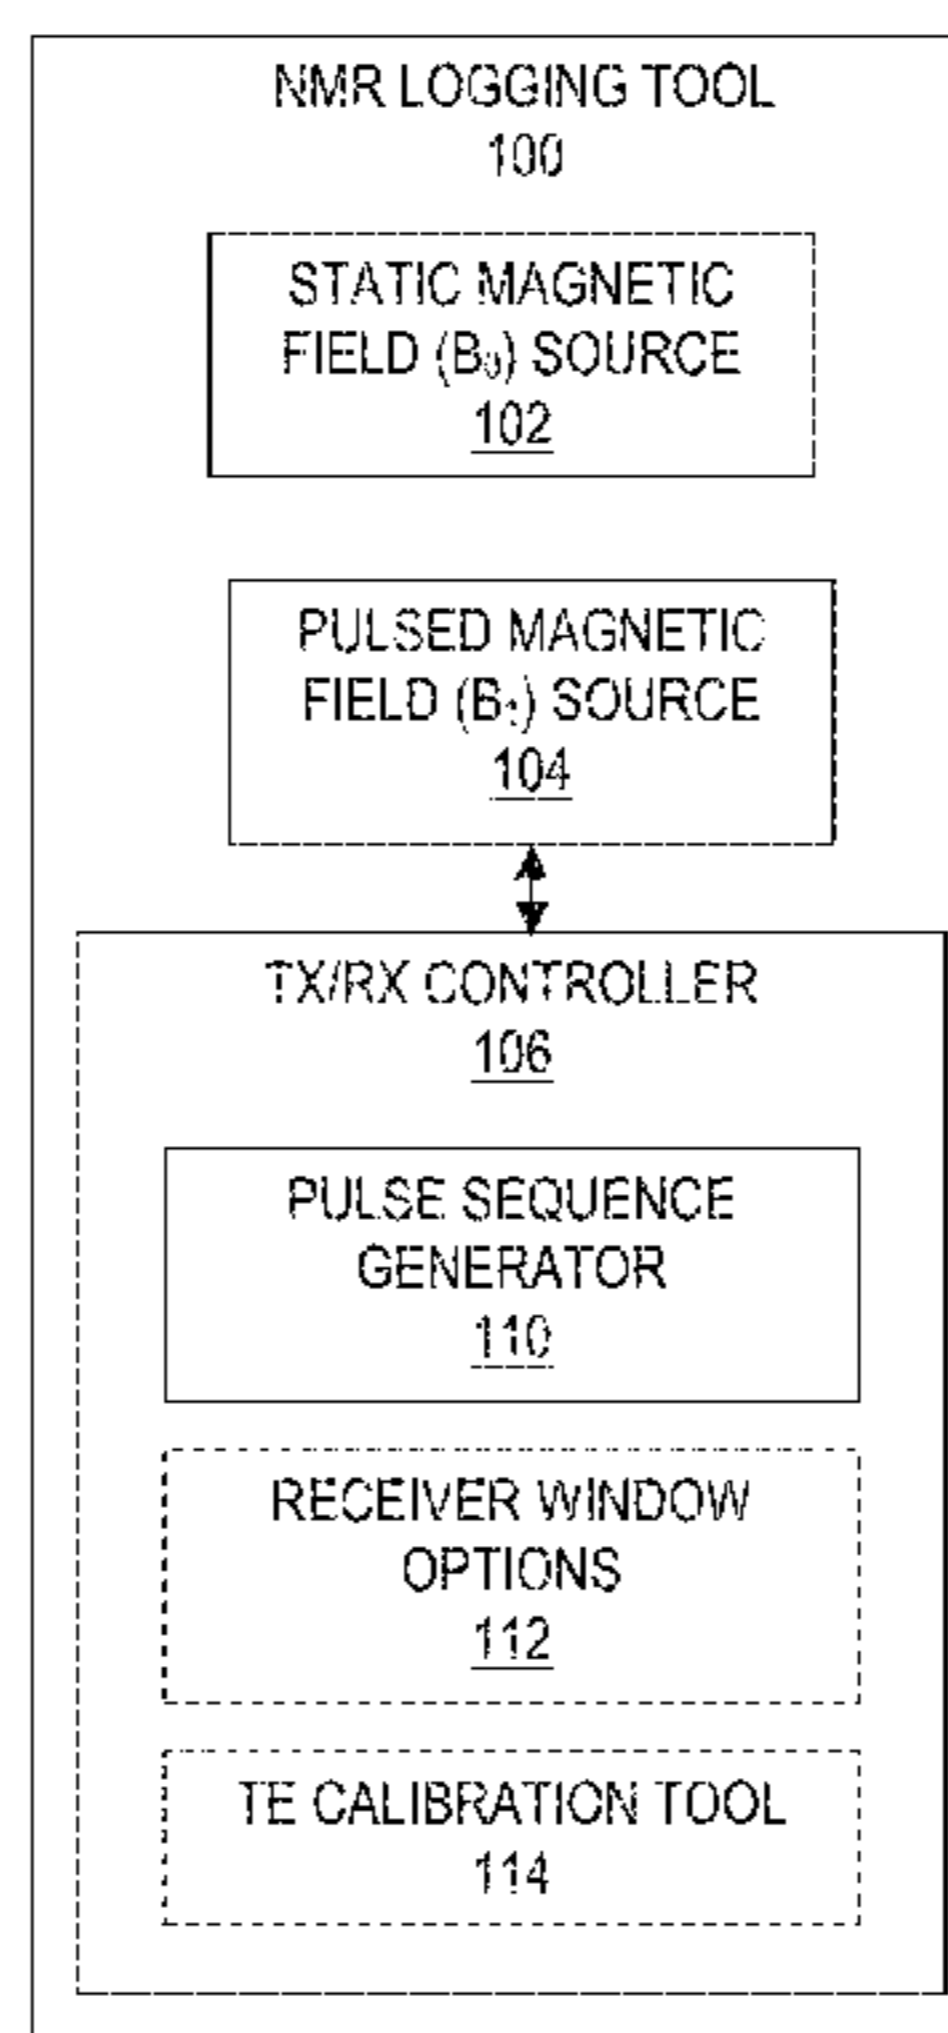 NMR LOGGING TOOL
100
STATIC MAGNETIC
FIELD (B₀) SOURCE
102
PULSED MAGNETIC
FIELD (B₁) SOURCE
104
TX/RX CONTROLLER
106
PULSE SEQUENCE
GENERATOR
110
RECEIVER WINDOW
OPTIONS
112
TE CALIBRATION TOOL
114